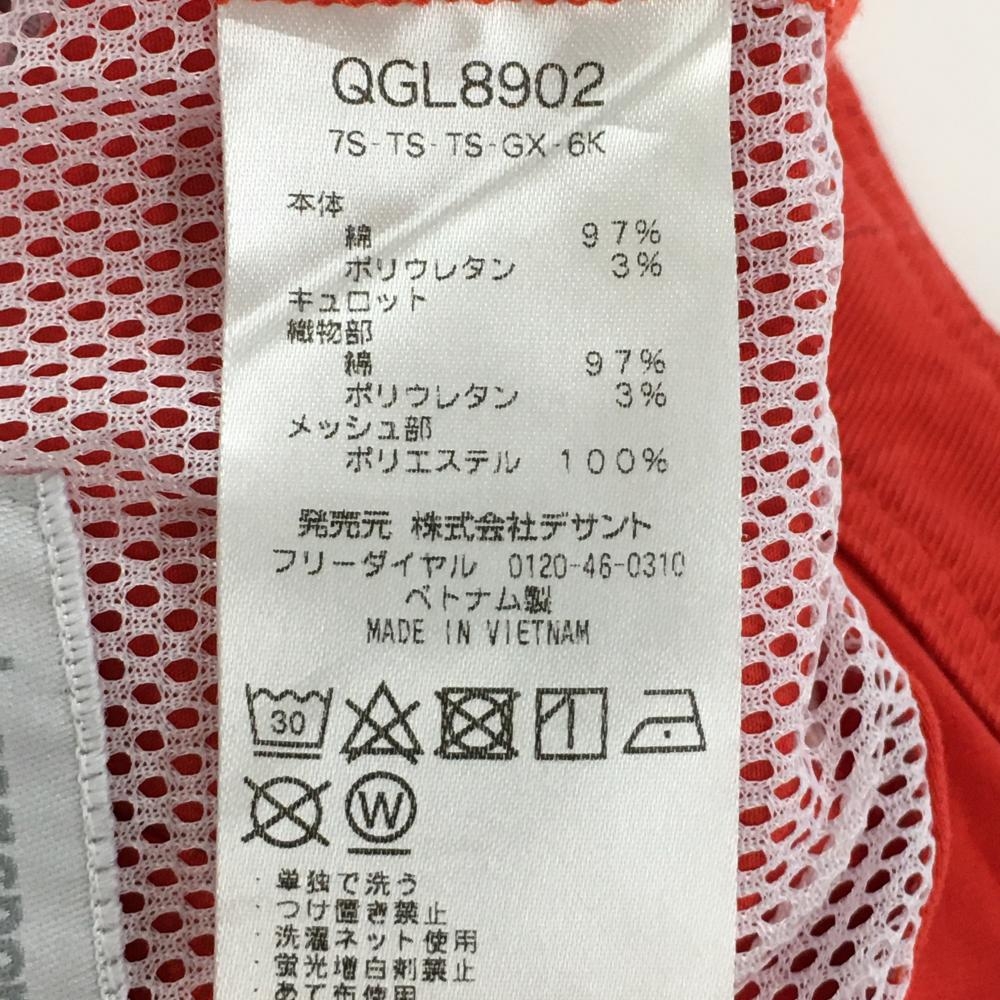 QGL8902
7S-TS-TS-GX-6K
本体
綿 97%
ポリウレタン 3%
キュロット
織物部
綿 97%
ポリウレタン 3%
メッシュ部
ポリエステル 100%
発売元 株式会社デサント
フリーダイヤル 0120-46-0310
ベトナム製
MADE IN VIETNAM
30
W
・単独で洗う
・つけ置き禁止
・洗濯ネット使用
・蛍光増白剤禁止
・あて布使用